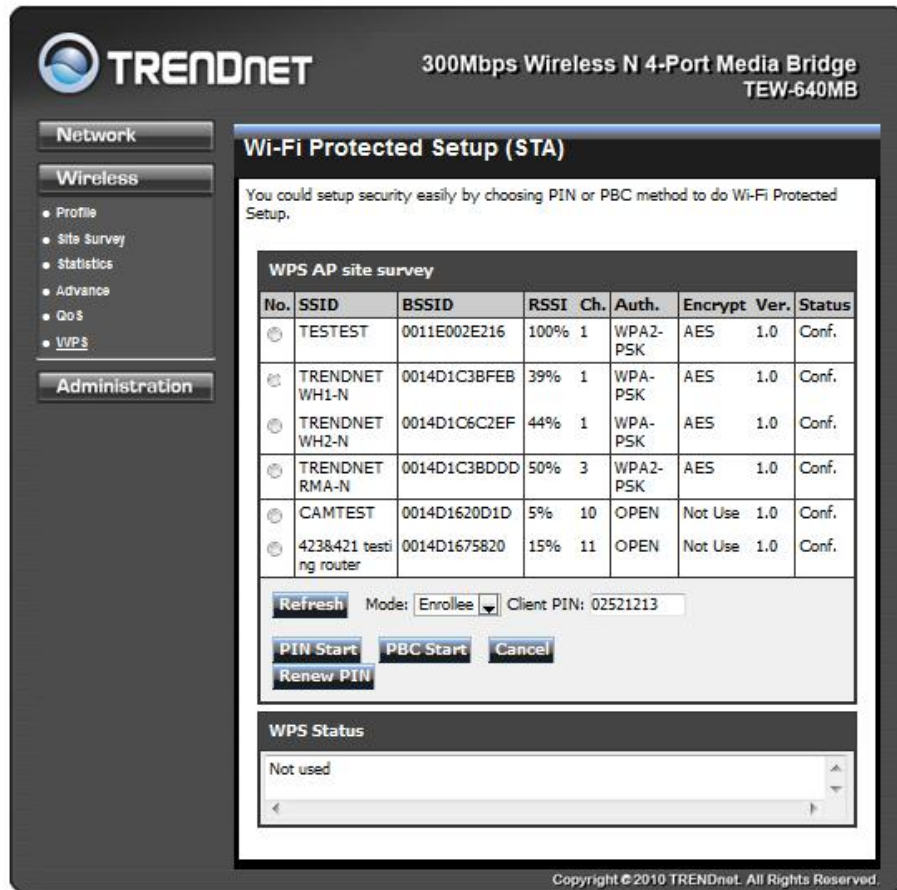 TRENDNET
300Mbps Wireless N 4-Port Media Bridge
TEW-640MB
Network
Wireless
Profile
Site Survey
Statistics
Advance
QoS
WPS
Administration
Wi-Fi Protected Setup (STA)
You could setup security easily by choosing PIN or PBC method to do Wi-Fi Protected
Setup.
WPS AP site survey
No. SSID BSSID RSSI Ch. Auth. Encrypt Ver. Status
TESTEST 0011E002E216 100% 1 WPA2-PSK AES 1.0 Conf.
TRENDNET WH1-N 0014D1C3BFEB 39% 1 WPA-PSK AES 1.0 Conf.
TRENDNET WH2-N 0014D1C6C2EF 44% 1 WPA-PSK AES 1.0 Conf.
TRENDNET RMA-N 0014D1C3BDDD 50% 3 WPA2-PSK AES 1.0 Conf.
CAMTEST 0014D1620D1D 5% 10 OPEN Not Use 1.0 Conf.
423&421 testing router 0014D1675820 15% 11 OPEN Not Use 1.0 Conf.
Refresh Mode: Enrollee Client PIN: 02521213
PIN Start PBC Start Cancel
Renew PIN
WPS Status
Not used
Copyright © 2010 TRENDnet. All Rights Reserved.